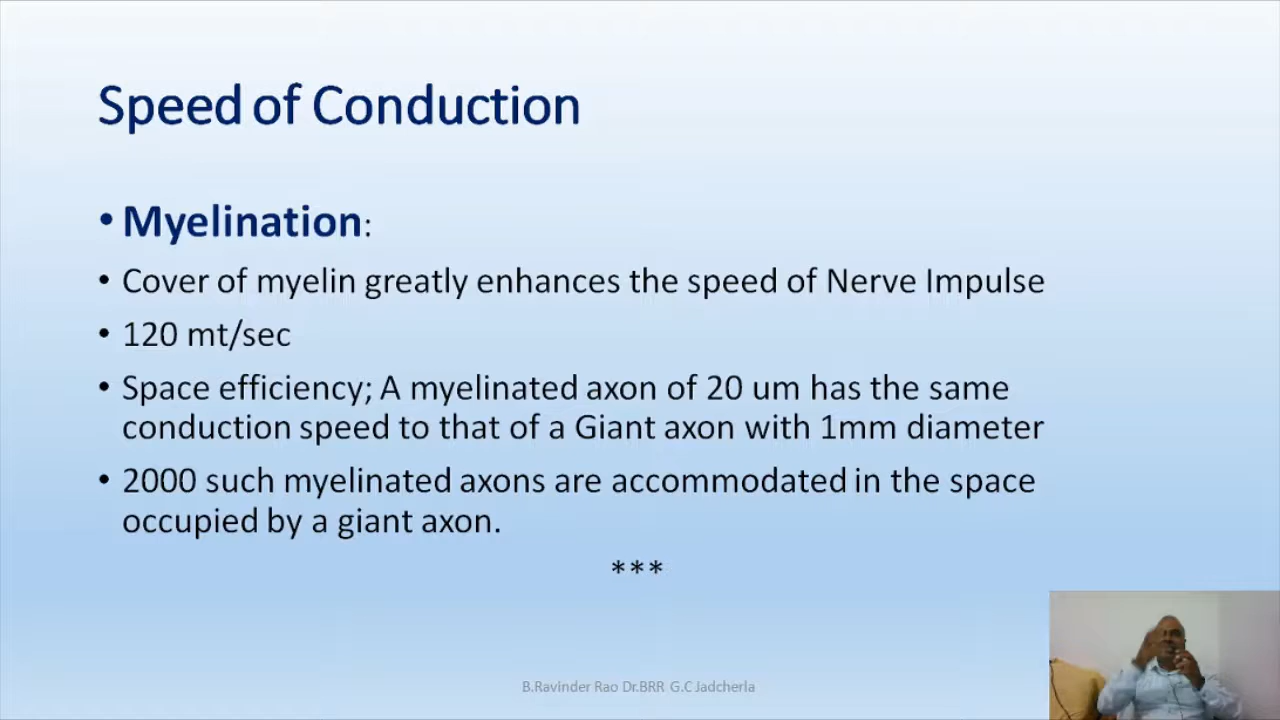 Speed of Conduction
• Myelination:
• Cover of myelin greatly enhances the speed of Nerve Impulse
• 120 mt/sec
• Space efficiency; A myelinated axon of 20 um has the same
conduction speed to that of a Giant axon with 1mm diameter
• 2000 such myelinated axons are accommodated in the space
occupied by a giant axon.
***
B.Ravinder Rao Dr.BRR G.C Jadcherla